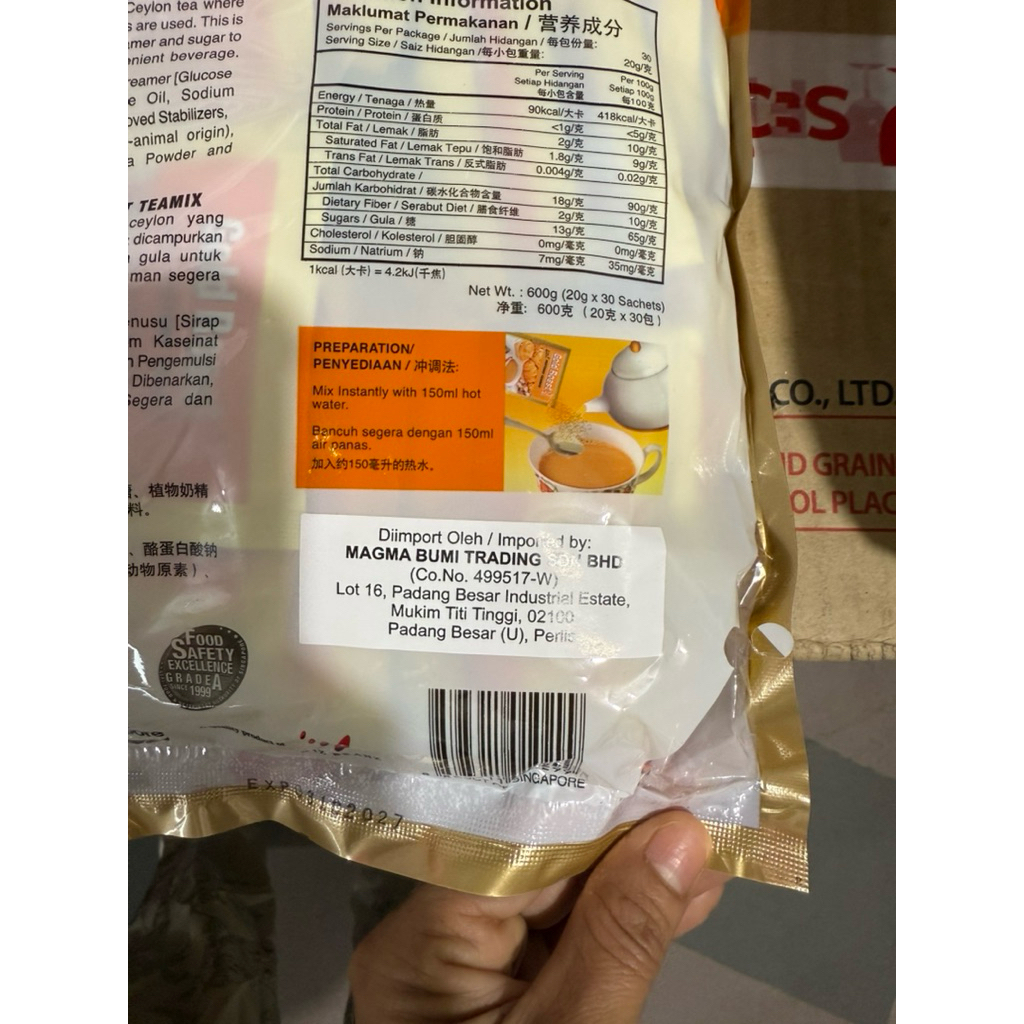 Ceylon tea where
s are used. This is
amer and sugar to
enient beverage.
reamer [Glucose
e Oil, Sodium
oved Stabilizers,
-animal origin),
a Powder and
TEAMIX
ceylon yang
dicampurkan
gula untuk
man segera
enusu [Sirap
m Kaseinat
n Pengemulsi
Dibenarkan,
Segera dan
、植物奶精
料。
、酪蛋白酸钠
动物原素）、
Information
Maklumat Permakanan / 营养成分
Servings Per Package / Jumlah Hidangan / 每包份量: 30
Serving Size / Saiz Hidangan /每小包重量: 20g/克
Per Serving Per 100g
Setiap Hidangan Setiap 100g
每小包含量 每100克
Energy / Tenaga / 热量 90kcal/大卡 418kcal/大卡
Protein / Protein / 蛋白质 <1g/克 <5g/克
Total Fat / Lemak / 脂肪 2g/克 10g/克
Saturated Fat / Lemak Tepu / 饱和脂肪 1.8g/克 9g/克
Trans Fat / Lemak Trans / 反式脂肪 0.004g/克 0.02g/克
Total Carbohydrate /
Jumlah Karbohidrat / 碳水化合物含量 18g/克 90g/克
Dietary Fiber / Serabut Diet / 膳食纤维 2g/克 10g/克
Sugars / Gula / 糖 13g/克 65g/克
Cholesterol / Kolesterol / 胆固醇 0mg/毫克 0mg/毫克
Sodium / Natrium / 钠 7mg/毫克 35mg/毫克
1kcal (大卡) = 4.2kJ(千焦)
Net Wt. : 600g (20g x 30 Sachets)
净重: 600克 ( 20克 x 30包 )
PREPARATION/
PENYEDIAAN / 冲调法:
Mix Instantly with 150ml hot
water.
Bancuh segera dengan 150ml
air panas.
加入约150毫升的热水。
Diimport Oleh / Imported by:
MAGMA BUMI TRADING SDN BHD
(Co.No. 499517-W)
Lot 16, Padang Besar Industrial Estate,
Mukim Titi Tinggi, 02100
Padang Besar (U), Perlis
FOOD
SAFETY
EXCELLENCE
GRADE A
SINCE 1999
SINGAPORE
EXP 2027
CO., LTD.
D GRAIN
OL PLAC